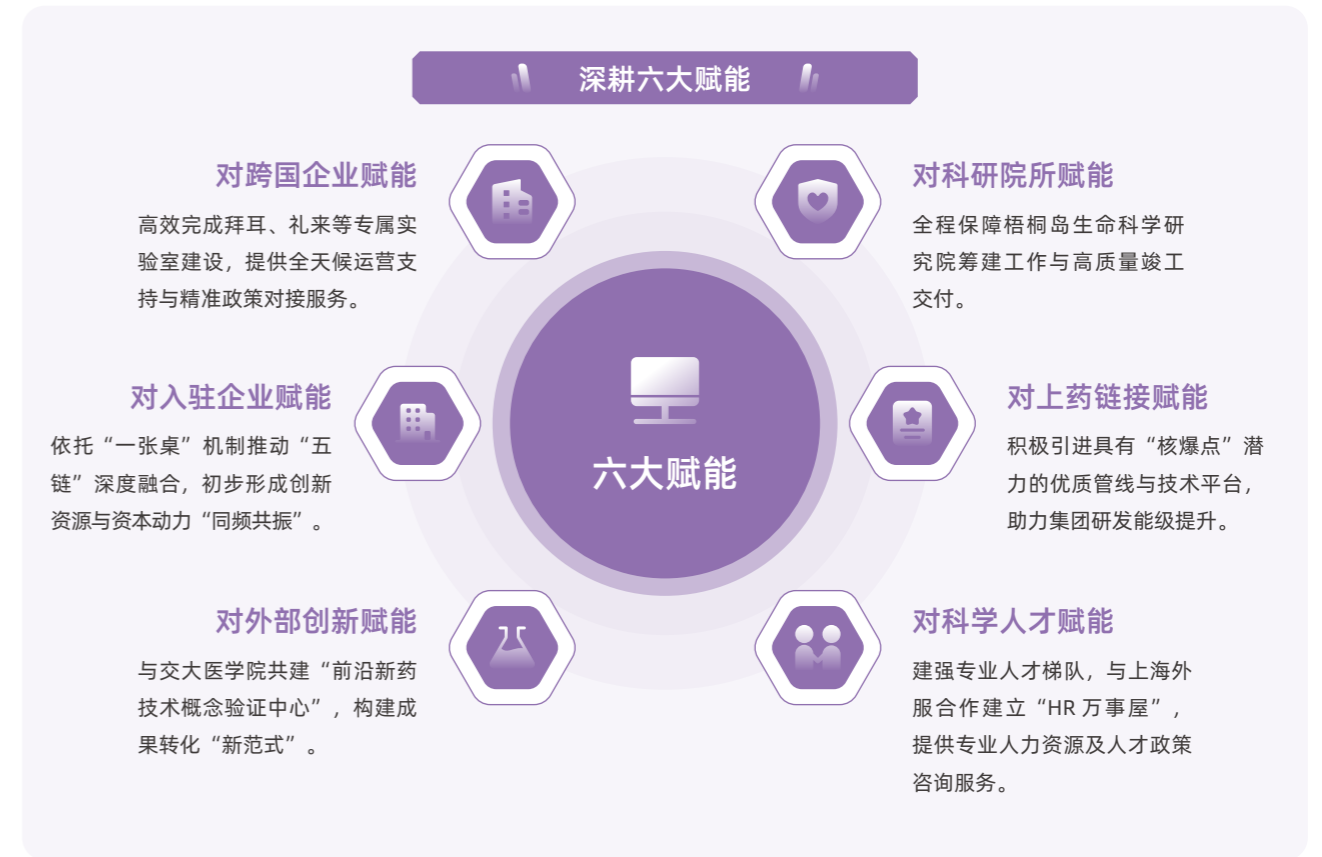 深耕六大赋能
对跨国企业赋能
高效完成拜耳、礼来等专属实
验室建设，提供全天候运营支
持与精准政策对接服务。
对科研院所赋能
全程保障梧桐岛生命科学研
究院筹建工作与高质量竣工
交付。
六大赋能
对入驻企业赋能
依托“一张桌”机制推动“五
链”深度融合，初步形成创新
资源与资本动力“同频共振”。
对上药链接赋能
积极引进具有“核爆点”潜
力的优质管线与技术平台，
助力集团研发能级提升。
对外部创新赋能
与交大医学院共建“前沿新药
技术概念验证中心”，构建成
果转化“新范式”。
对科学人才赋能
建强专业人才梯队，与上海外
服合作建立“HR 万事屋”，
提供专业人力资源及人才政策
咨询服务。